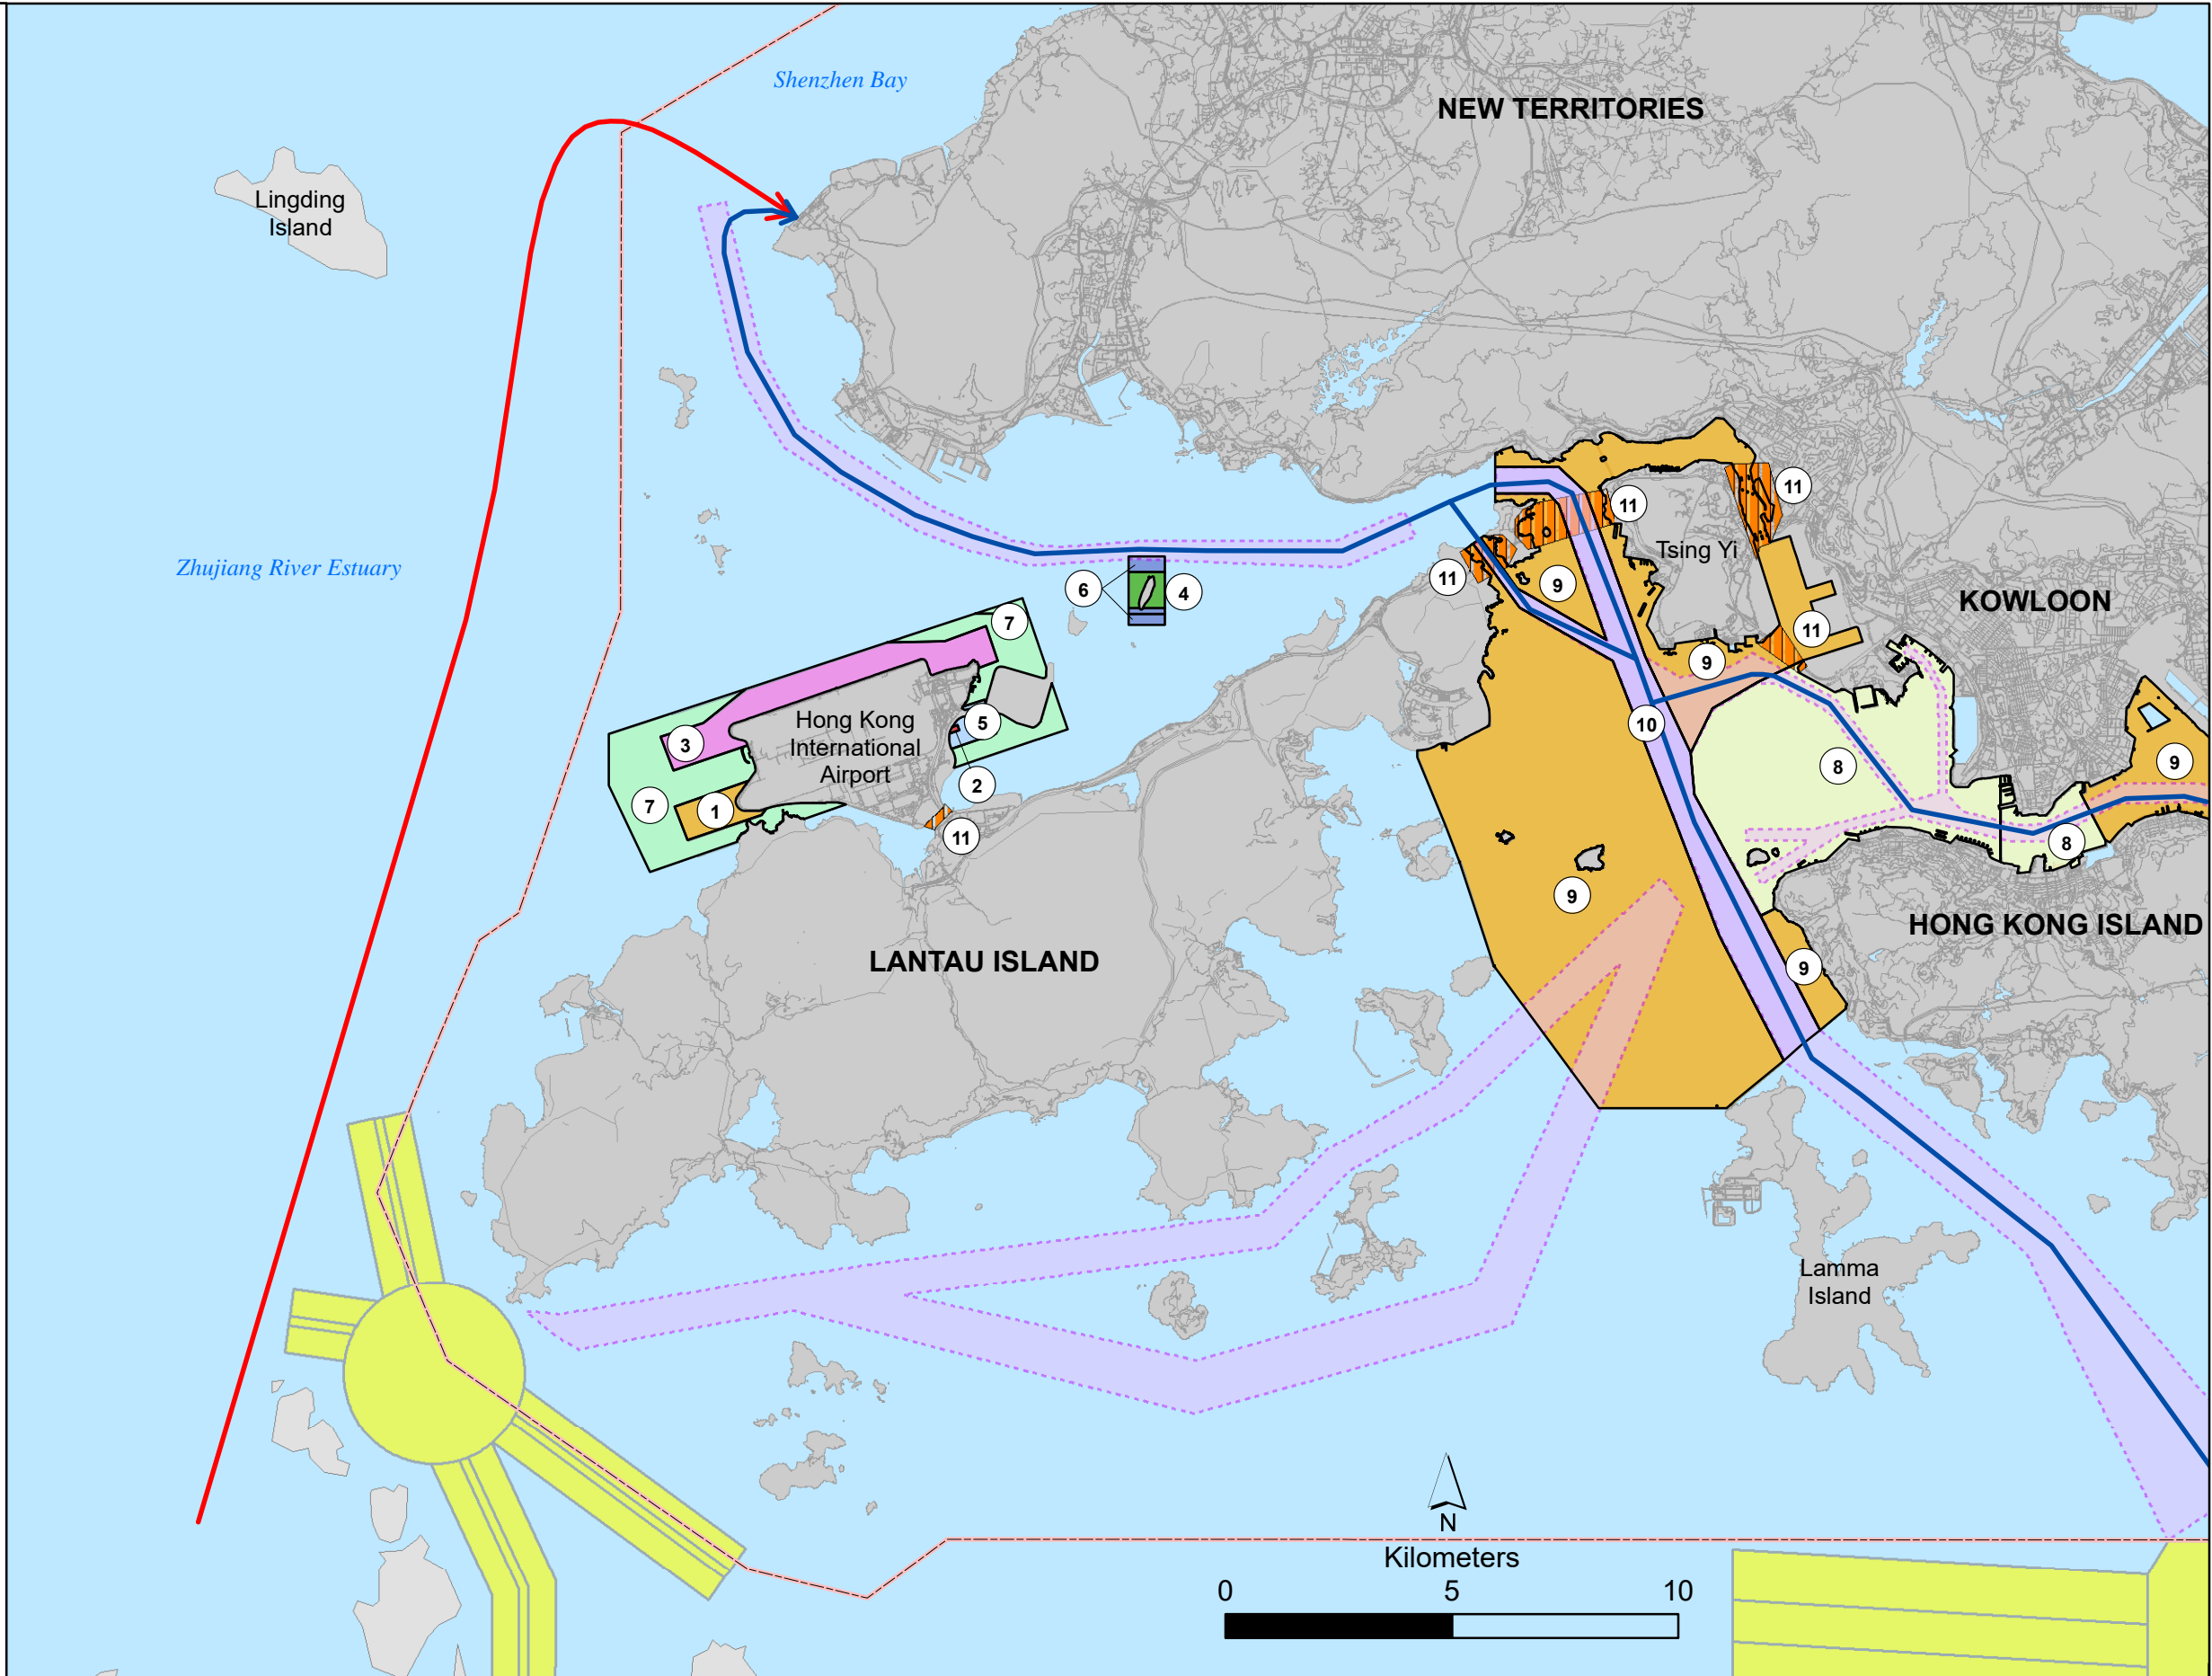 Shenzhen Bay
NEW TERRITORIES
Lingding
Island
11
11
Tsing Yi
Zhujiang River Estuary
11
9
6
4
KOWLOON
7
11
9
5
Hong Kong
International
Airport
10
3
9
8
2
7
1
11
8
9
HONG KONG ISLAND
LANTAU ISLAND
9
Lamma
Island
N
Kilometers
0 5 10